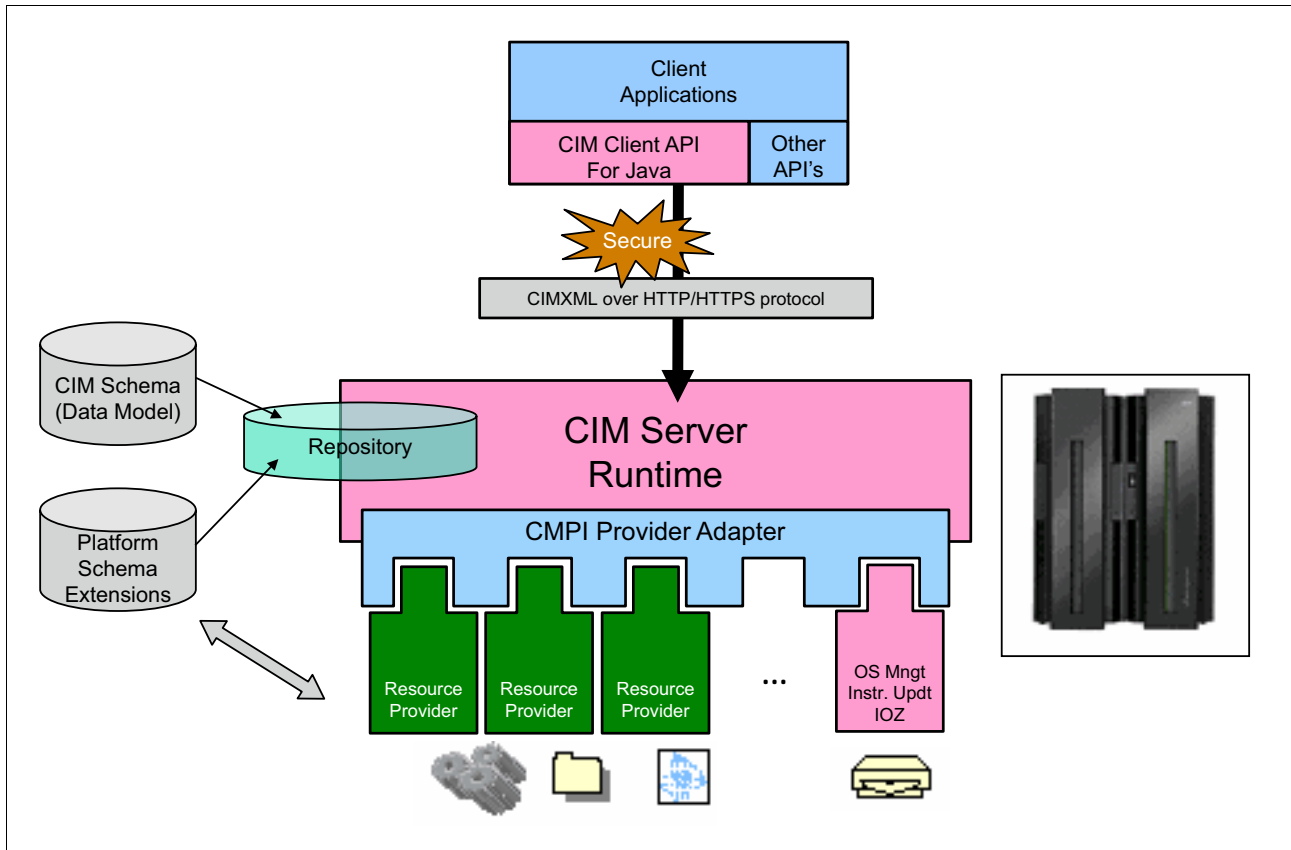 Client
Applications
CIM Client API
For Java
Other
API's
Secure
CIMXML over HTTP/HTTPS protocol
CIM Schema
(Data Model)
Repository
CIM Server
Runtime
Platform
Schema
Extensions
CMPI Provider Adapter
Resource
Provider
Resource
Provider
Resource
Provider
...
OS Mngt
Instr. Updt
IOZ